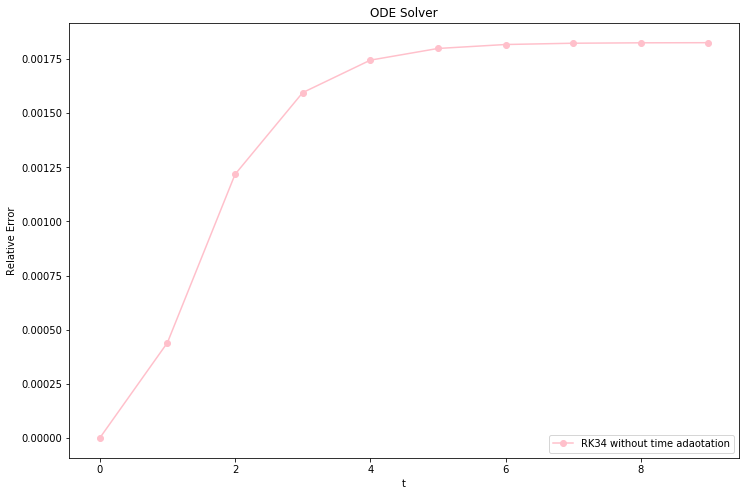 ODE Solver
0.00175
0.00150
0.00125
0.00100
0.00075
0.00050
0.00025
0.00000
Relative Error
0 2 4 6 8
t
RK34 without time adaotation